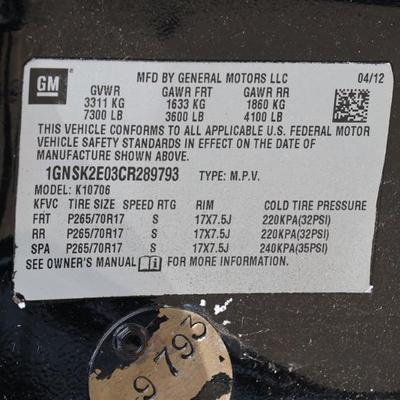 GM
MFD BY GENERAL MOTORS LLC 04/12
GVWR GAWR FRT GAWR RR
3311 KG 1633 KG 1860 KG
7300 LB 3600 LB 4100 LB
THIS VEHICLE CONFORMS TO ALL APPLICABLE U.S. FEDERAL MOTOR
VEHICLE SAFETY STANDARDS IN EFFECT ON THE DATE OF
MANUFACTURE SHOWN ABOVE.
1GNSK2E03CR289793 TYPE: M.P.V.
MODEL: K10706
KFVC TIRE SIZE SPEED RTG RIM COLD TIRE PRESSURE
FRT P265/70R17 S 17X7.5J 220KPA(32PSI)
RR P265/70R17 S 17X7.5J 220KPA(32PSI)
SPA P265/70R17 S 17X7.5J 240KPA(35PSI)
SEE OWNER'S MANUAL FOR MORE INFORMATION.
9793